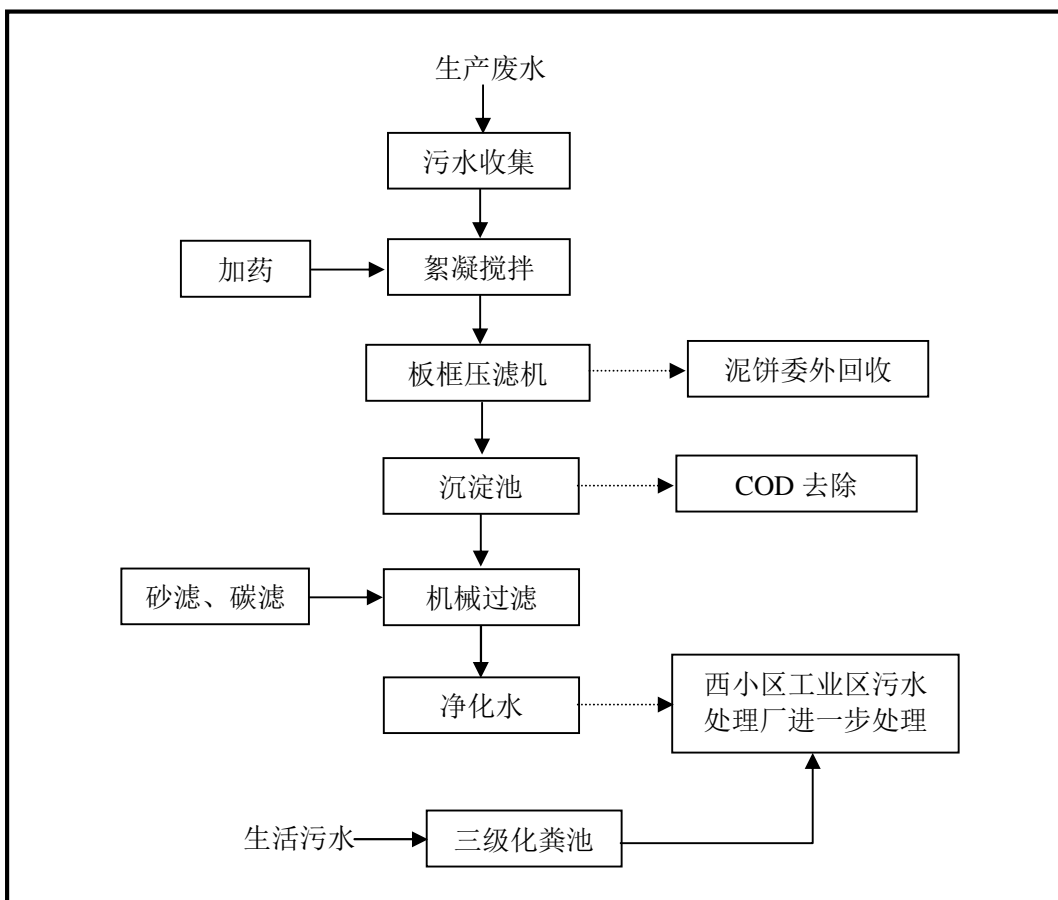 生产废水
污水收集
加药
絮凝搅拌
板框压滤机
泥饼委外回收
沉淀池
COD 去除
砂滤、碳滤
机械过滤
净化水
西小区工业区污水
处理厂进一步处理
生活污水
三级化粪池